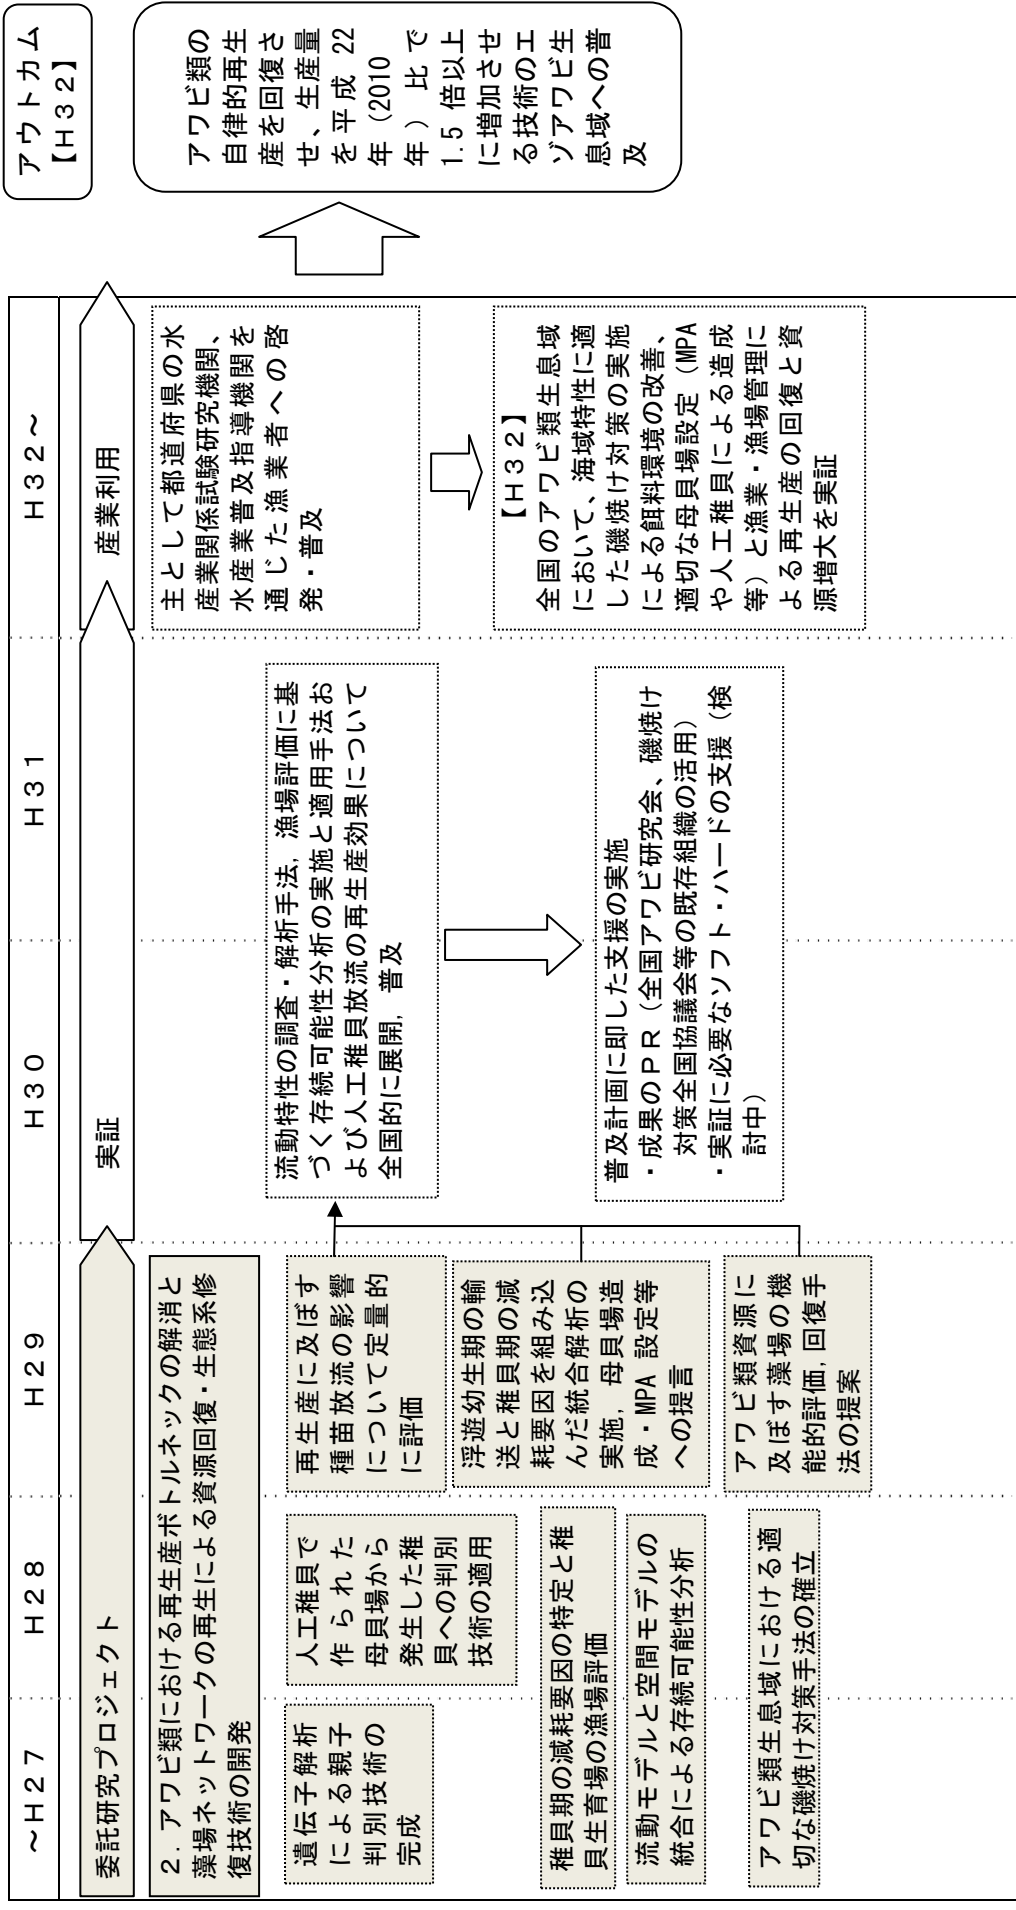 ～Ｈ２７
Ｈ２８
Ｈ２９
Ｈ３０
Ｈ３１
Ｈ３２～
アウトカム
【Ｈ３２】
委託研究プロジェクト
実証
産業利用
２．アワビ類における再生産ボトルネックの解消と
藻場ネットワークの再生による資源回復・生態系修
復技術の開発
遺伝子解析
による親子
判別技術の
完成
人工稚貝で
作られた
母貝場から
発生した稚
貝への判別
技術の適用
再生産に及ぼす
種苗放流の影響
について定量的
に評価
稚貝期の減耗要因の特定と稚
貝生育場の漁場評価
流動モデルと空間モデルの
統合による存続可能性分析
浮遊幼生期の輸
送と稚貝期の減
耗要因を組み込
んだ統合解析の
実施，母貝場造
成・MPA 設定等
への提言
アワビ類生息域における適
切な磯焼け対策手法の確立
アワビ類資源に
及ぼす藻場の機
能的評価，回復手
法の提案
流動特性の調査・解析手法，漁場評価に基
づく存続可能性分析の実施と適用手法お
よび人工稚貝放流の再生産効果について
全国的に展開，普及
普及計画に即した支援の実施
・成果のＰＲ（全国アワビ研究会、磯焼け
対策全国協議会等の既存組織の活用）
・実証に必要なソフト・ハードの支援（検
討中）
主として都道府県の水
産業関係試験研究機関、
水産業普及指導機関を
通じた漁業者への啓
発・普及
【Ｈ３２】
全国のアワビ類生息域
において、海域特性に適
した磯焼け対策の実施
による餌料環境の改善、
適切な母貝場設定（MPA
や人工稚貝による造成
等）と漁業・漁場管理に
よる再生産の回復と資
源増大を実証
アワビ類の
自律的再生
産を回復さ
せ、生産量
を平成 22
年（2010
年）比で
1.5 倍以上
に増加させ
る技術のエ
ゾアワビ生
息域への普
及